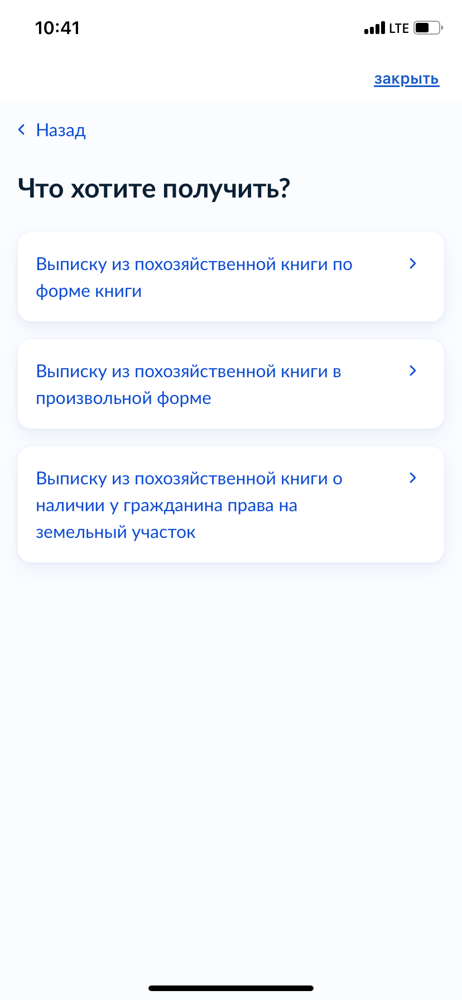 10:41
LTE
закрыть
Назад
Что хотите получить?
Выписку из похозяйственной книги по
форме книги
Выписку из похозяйственной книги в
произвольной форме
Выписку из похозяйственной книги о
наличии у гражданина права на
земельный участок